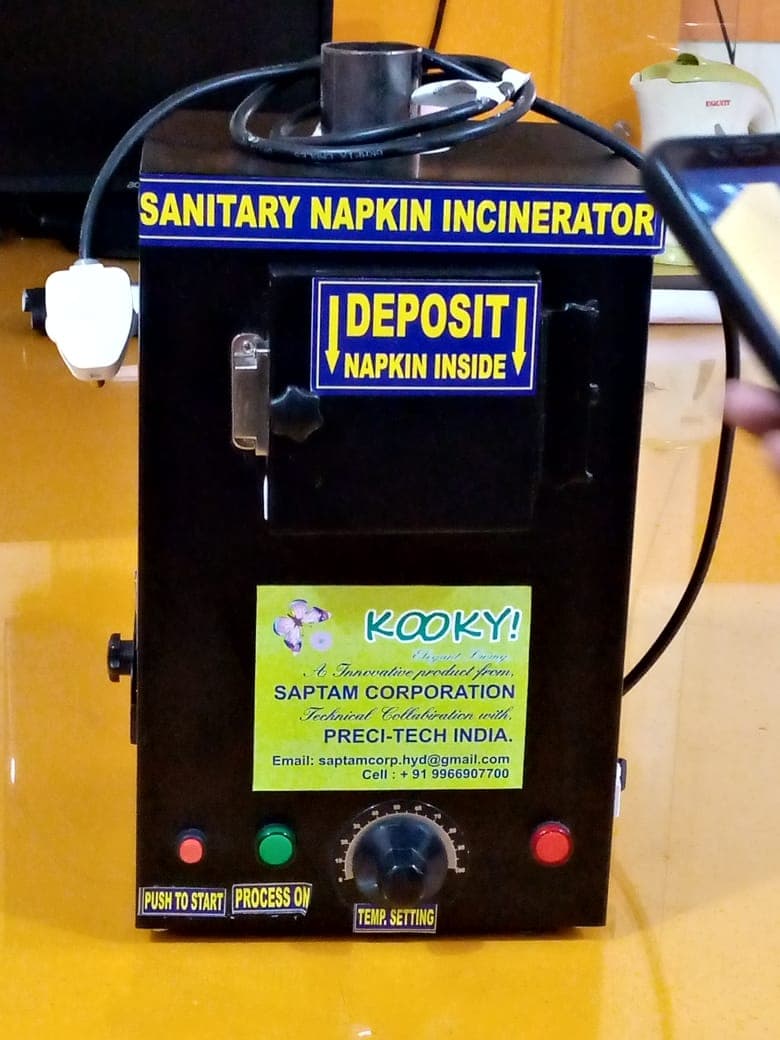 SANITARY NAPKIN INCINERATOR
DEPOSIT
NAPKIN INSIDE
KOOKY!
Elegant Living.
A Innovative product from,
SAPTAM CORPORATION
Technical Collabiration with,
PRECI-TECH INDIA.
Email: saptamcorp.hyd@gmail.com
Cell : + 91 9966907700
PUSH TO START
PROCESS ON
TEMP. SETTING